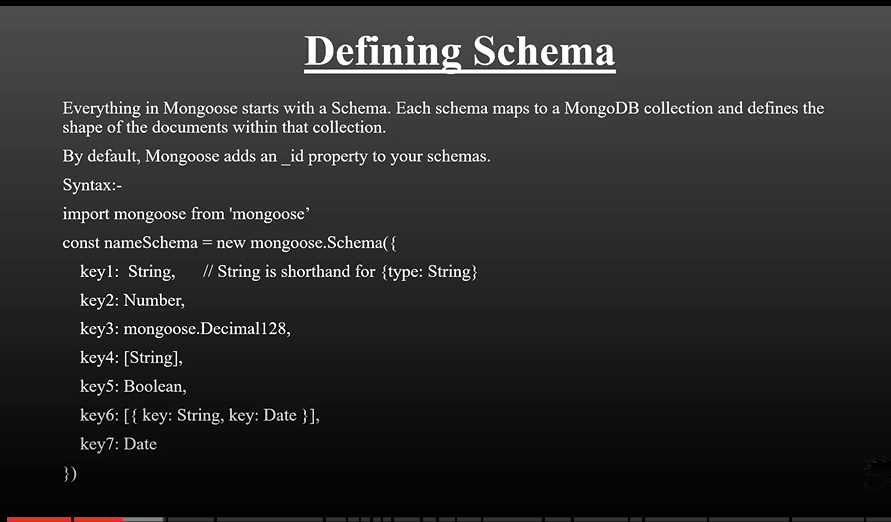 Defining Schema
Everything in Mongoose starts with a Schema. Each schema maps to a MongoDB collection and defines the
shape of the documents within that collection.
By default, Mongoose adds an _id property to your schemas.
Syntax:-
import mongoose from 'mongoose’
const nameSchema = new mongoose.Schema({
key1:  String,      // String is shorthand for {type: String}
key2: Number,
key3: mongoose.Decimal128,
key4: [String],
key5: Boolean,
key6: [{ key: String, key: Date }],
key7: Date
})